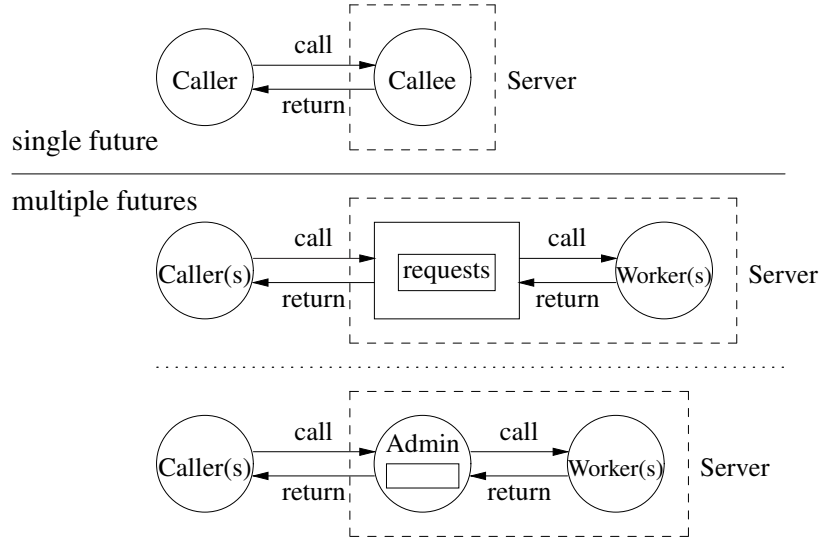 call
Caller
Callee
Server
return
single future
multiple futures
call
call
Caller(s)
requests
Worker(s)
Server
return
return
call
Admin
call
Caller(s)
Worker(s)
Server
return
return